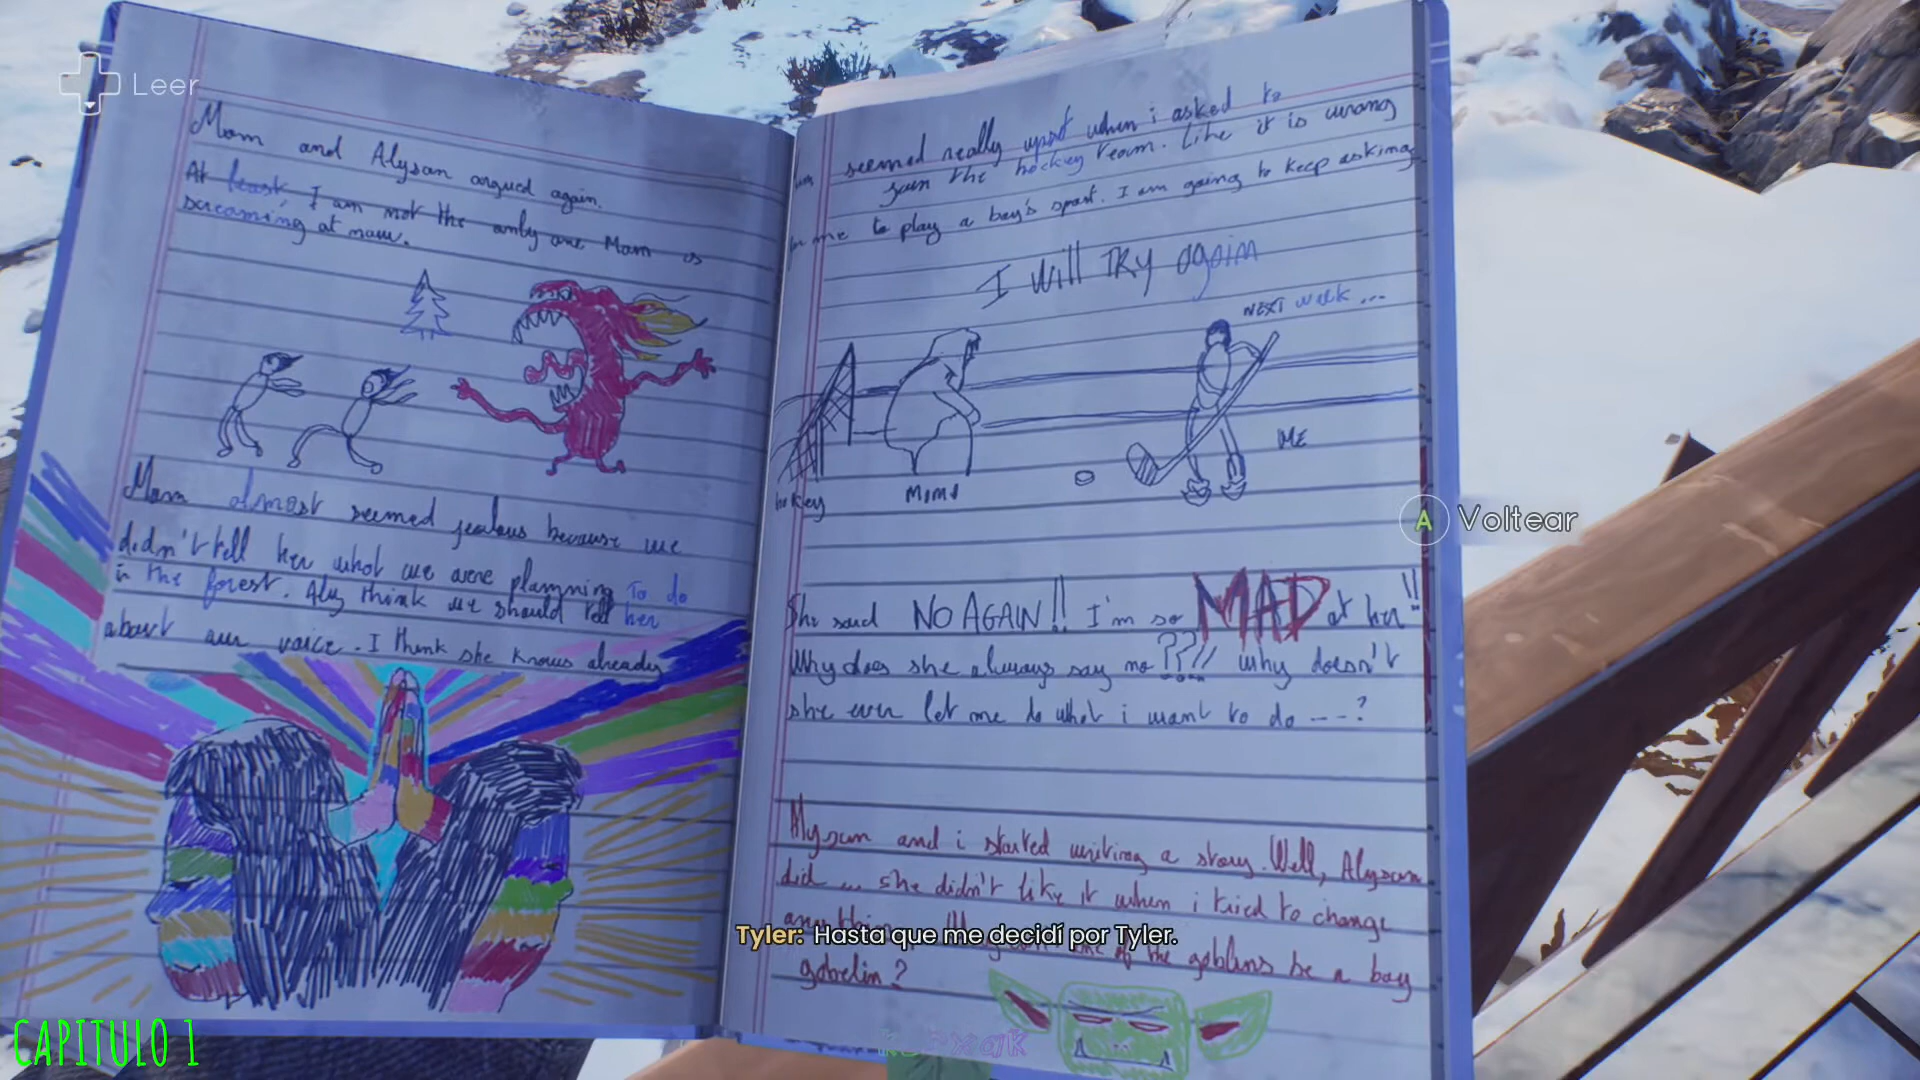 Leer
Mom and Alyson argued again.
At least I am not the only one Mom is
screaming at now.
Mom almost seemed jealous because we
didn't tell her what we were planning to do
in the forest. Aly think we should tell her
about our voice. I think she knows already
seemed really upset when i asked to
join the hockey team. Like it is wrong
me to play a boy's sport. I am going to keep asking
I will TRY again
NEXT week ...
ME
hockey
MOM
Voltear
She said NO AGAIN!! I'm so MAD at her!!
Why does she always say no ??!! why doesn't
she ever let me do what i want to do ---?
Alyson and i started writing a story. Well, Alyson
did ... she didn't like it when i tried to change
Tyler: Hasta que me decidí por Tyler.
of the goblins be a boy
gobelin?
CAPITULO 1